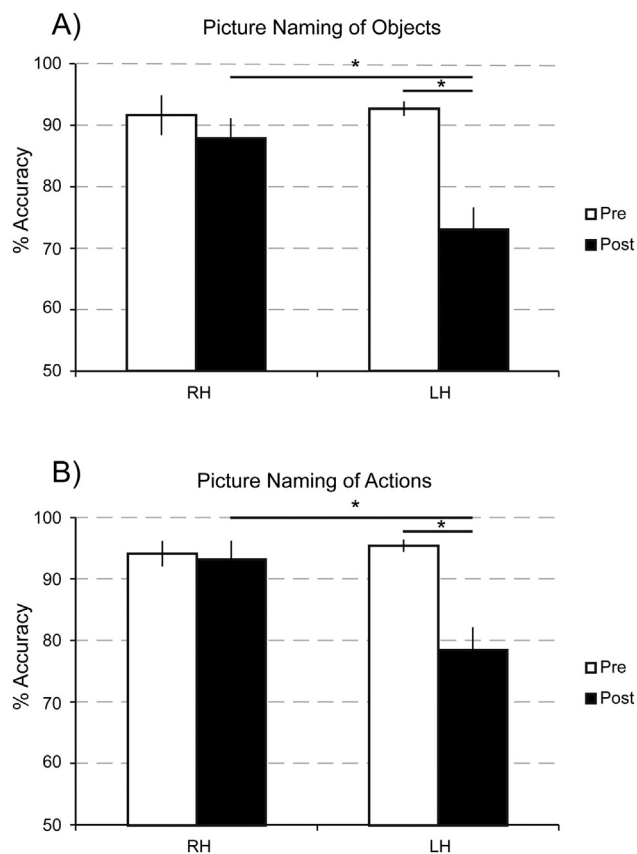 A)
Picture Naming of Objects
100
90
80
70
60
50
% Accuracy
*
*
RH
LH
Pre
Post
B)
Picture Naming of Actions
100
90
80
70
60
50
% Accuracy
*
*
RH
LH
Pre
Post